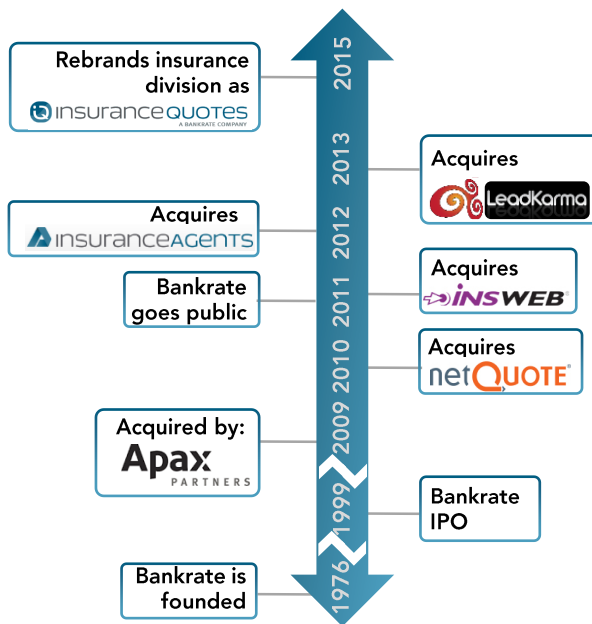 2015
Rebrands insurance
division as
insuranceQUOTES
A BANKRATE COMPANY
2013
Acquires
LeadKarma
2012
Acquires
insuranceAGENTS
2011
Bankrate
goes public
Acquires
INSWEB®
2010
Acquires
netQUOTE®
2009
Acquired by:
Apax
PARTNERS
1999
Bankrate
IPO
1976
Bankrate is
founded